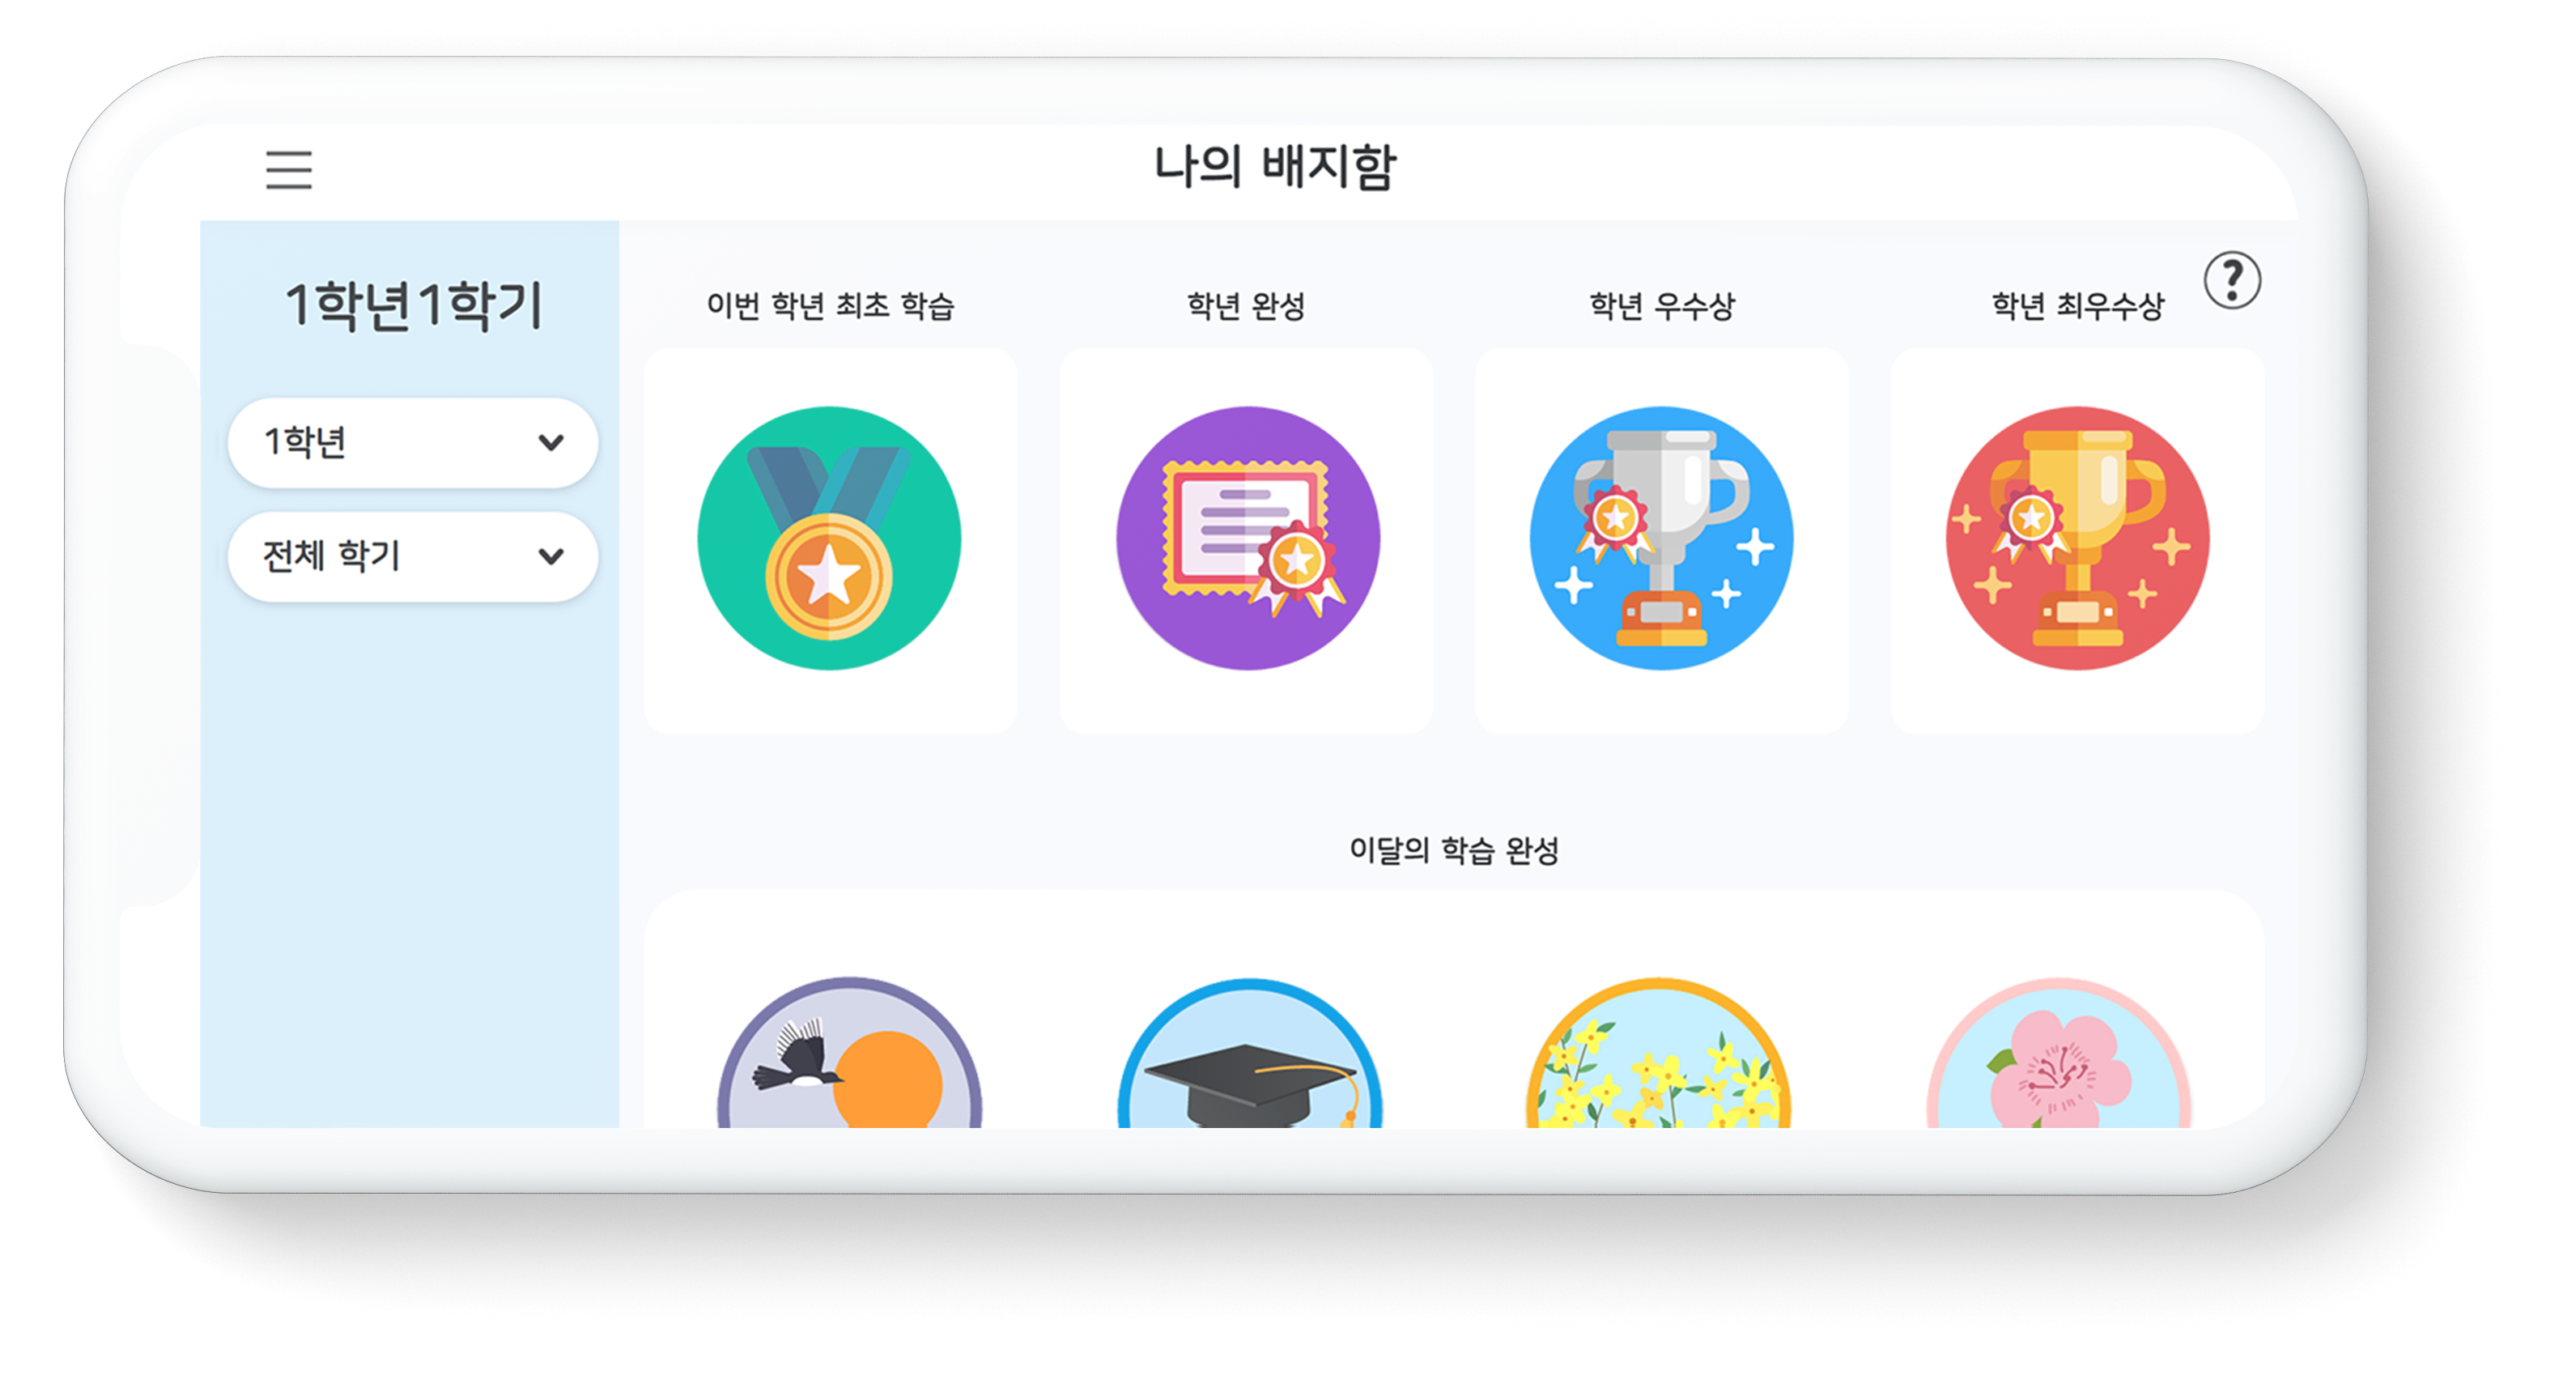 나의 배지함
1학년1학기
1학년
전체 학기
이번 학년 최초 학습
학년 완성
학년 우수상
학년 최우수상
?
이달의 학습 완성